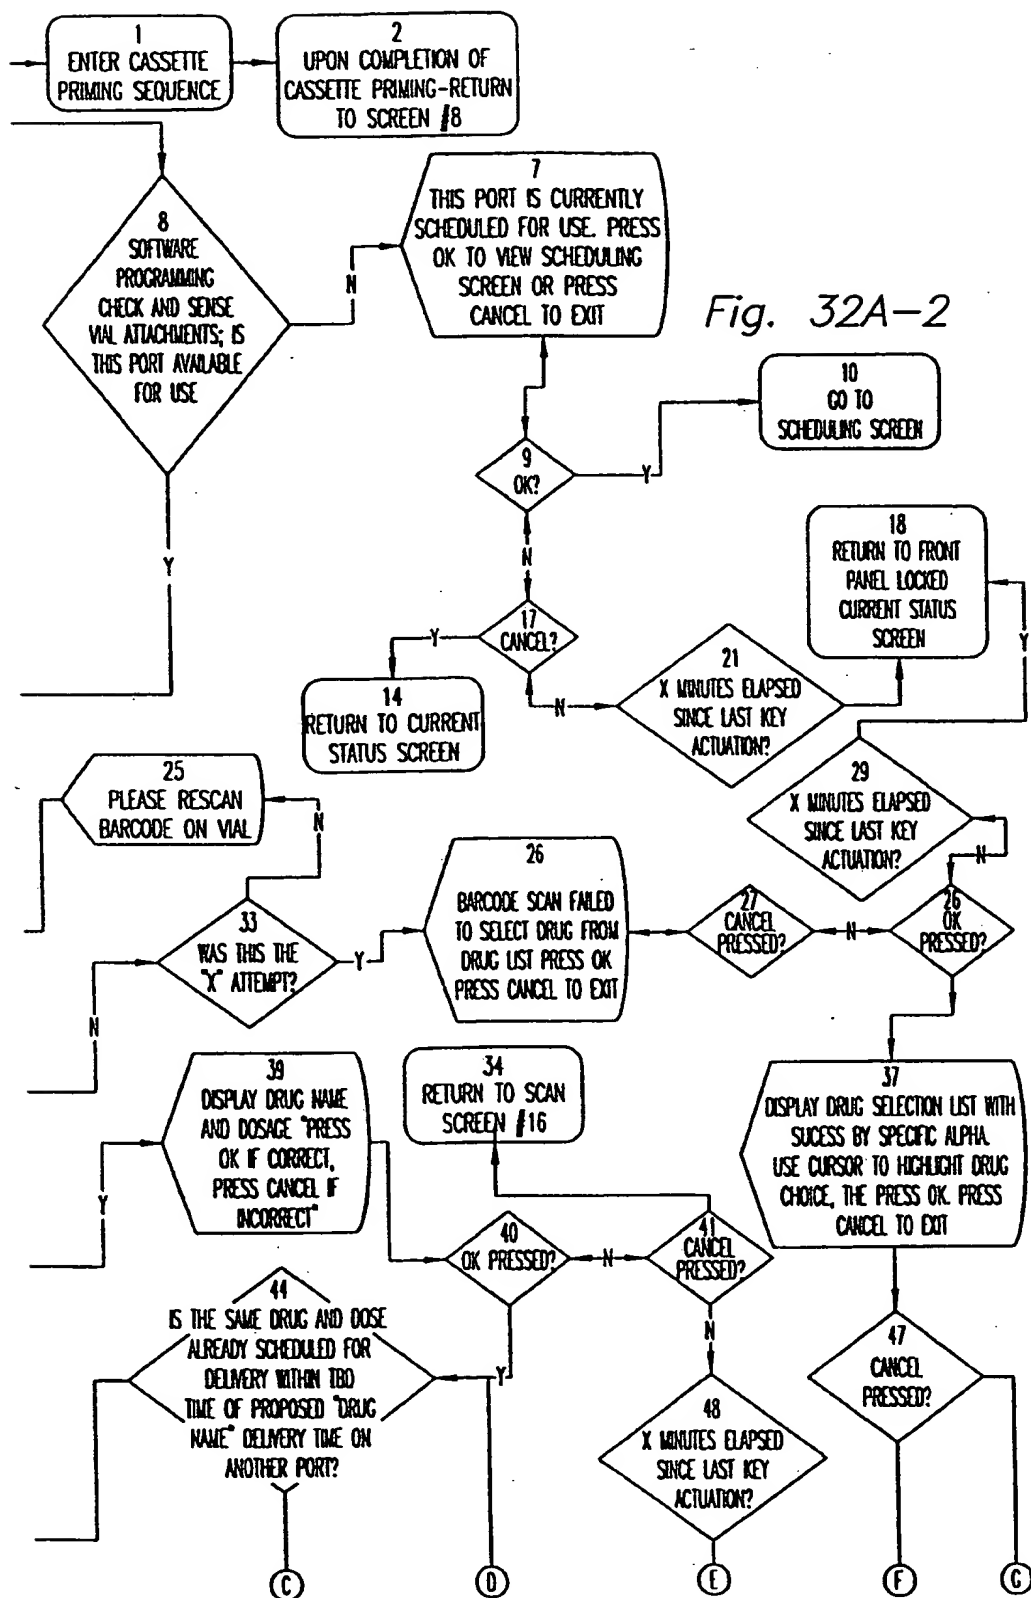 1
ENTER CASSETTE
PRIMING SEQUENCE
2
UPON COMPLETION OF
CASSETTE PRIMING-RETURN
TO SCREEN #8
8
SOFTWARE
PROGRAMMING
CHECK AND SENSE
VIAL ATTACHMENTS; IS
THIS PORT AVAILABLE
FOR USE
N
Y
7
THIS PORT IS CURRENTLY
SCHEDULED FOR USE. PRESS
OK TO VIEW SCHEDULING
SCREEN OR PRESS
CANCEL TO EXIT
Fig. 32A-2
10
GO TO
SCHEDULING SCREEN
9
OK?
Y
N
17
CANCEL?
Y
N
14
RETURN TO CURRENT
STATUS SCREEN
18
RETURN TO FRONT
PANEL LOCKED
CURRENT STATUS
SCREEN
21
X MINUTES ELAPSED
SINCE LAST KEY
ACTUATION?
Y
29
X MINUTES ELAPSED
SINCE LAST KEY
ACTUATION?
N
25
PLEASE RESCAN
BARCODE ON VIAL
N
33
WAS THIS THE
"X" ATTEMPT?
Y
N
26
BARCODE SCAN FAILED
TO SELECT DRUG FROM
DRUG LIST PRESS OK
PRESS CANCEL TO EXIT
27
CANCEL
PRESSED?
N
26
OK
PRESSED?
39
DISPLAY DRUG NAME
AND DOSAGE "PRESS
OK IF CORRECT,
PRESS CANCEL IF
INCORRECT"
Y
34
RETURN TO SCAN
SCREEN #16
37
DISPLAY DRUG SELECTION LIST WITH
SUCESS BY SPECIFIC ALPHA.
USE CURSOR TO HIGHLIGHT DRUG
CHOICE, THE PRESS OK. PRESS
CANCEL TO EXIT
40
OK PRESSED?
N
41
CANCEL
PRESSED?
Y
N
44
IS THE SAME DRUG AND DOSE
ALREADY SCHEDULED FOR
DELIVERY WITHIN TBD
TIME OF PROPOSED "DRUG
NAME" DELIVERY TIME ON
ANOTHER PORT?
48
X MINUTES ELAPSED
SINCE LAST KEY
ACTUATION?
47
CANCEL
PRESSED?
C
D
E
F
G